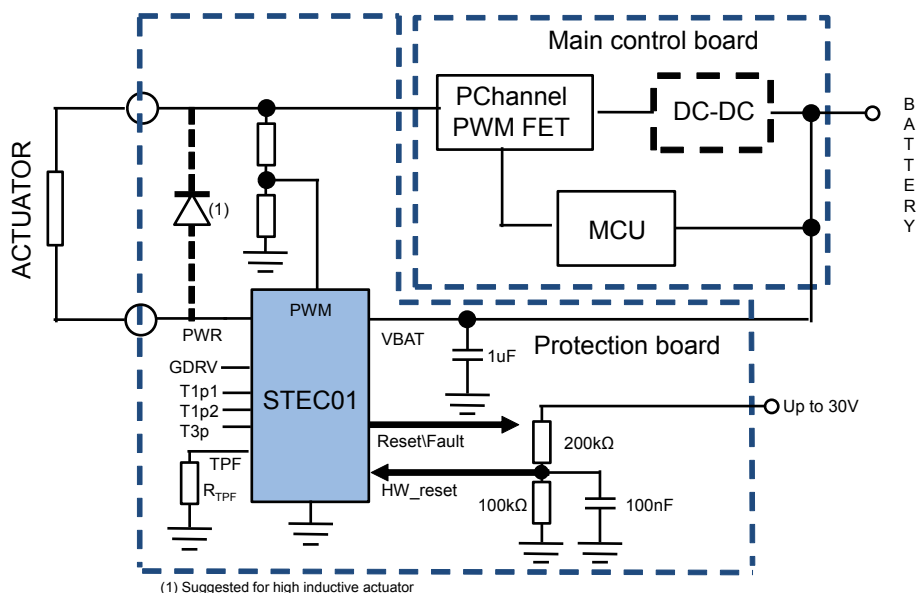 Main control board
PChannel
PWM FET
DC-DC
BATTERY
MCU
ACTUATOR
(1)
PWM
PWR
VBAT
1uF
Protection board
GDRV
T1p1
T1p2
T3p
TPF
STEC01
Reset\Fault
HW_reset
Up to 30V
200kΩ
100kΩ
100nF
RTPF
(1) Suggested for high inductive actuator